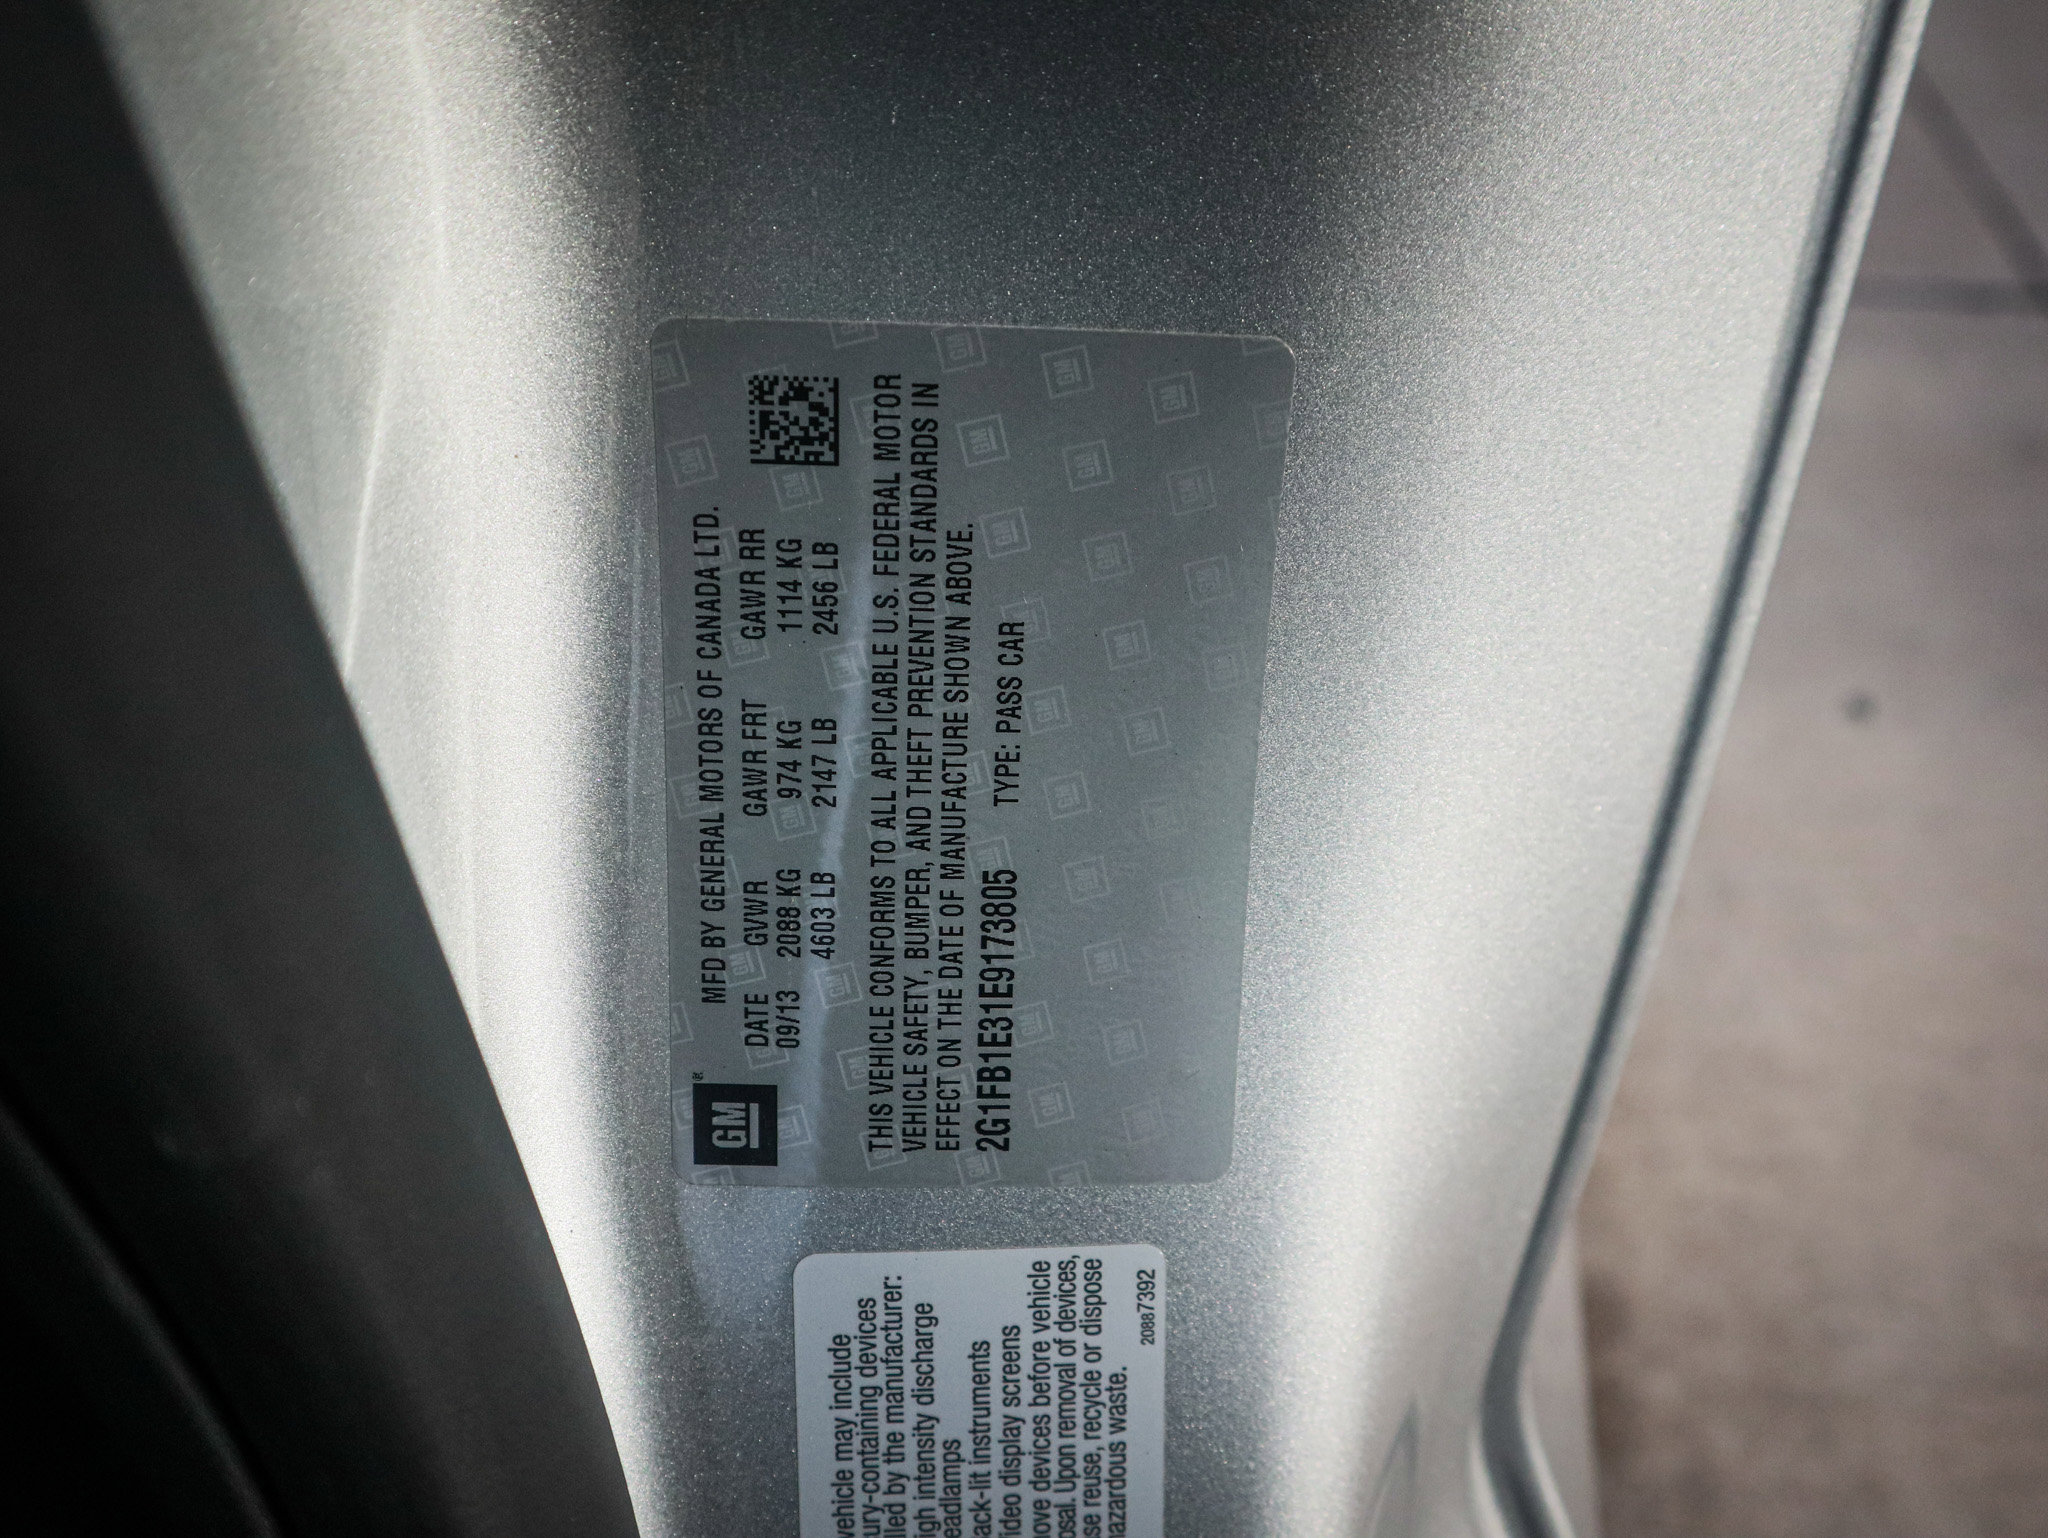 GM
MFD BY GENERAL MOTORS OF CANADA LTD.
DATE GVWR GAWR FRT GAWR RR
09/13 2088 KG 974 KG 1114 KG
4603 LB 2147 LB 2456 LB
THIS VEHICLE CONFORMS TO ALL APPLICABLE U.S. FEDERAL MOTOR
VEHICLE SAFETY, BUMPER, AND THEFT PREVENTION STANDARDS IN
EFFECT ON THE DATE OF MANUFACTURE SHOWN ABOVE.
2G1FB1E31E9173805 TYPE: PASS CAR
vehicle may include
ury-containing devices
lled by the manufacturer:
igh intensity discharge
eadlamps
ack-lit instruments
ideo display screens
ove devices before vehicle
osal. Upon removal of devices,
se reuse, recycle or dispose
azardous waste.
20887392